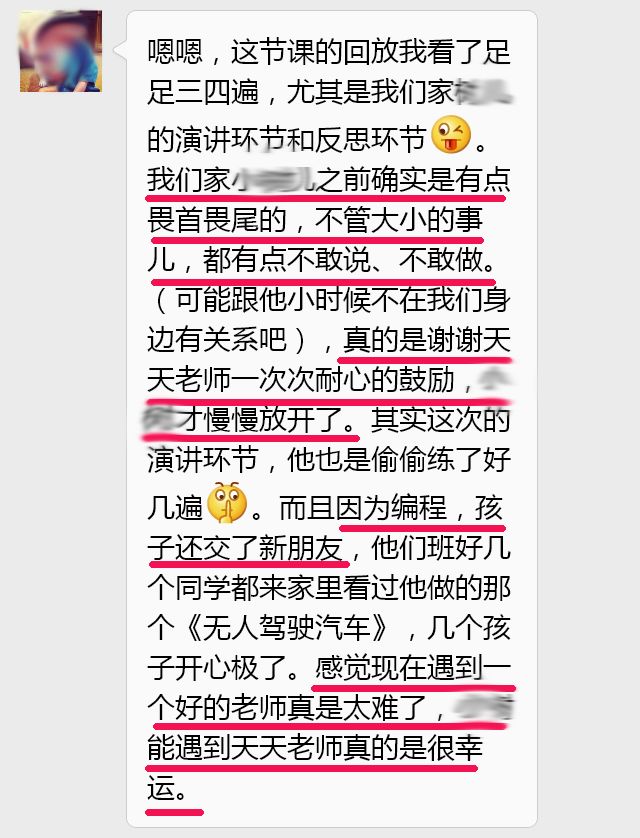 嗯嗯，这节课的回放我看了足
足三四遍，尤其是我们家
的演讲环节和反思环节。
我们家小儿之前确实是有点
畏首畏尾的，不管大小的事
儿，都有点不敢说、不敢做。
（可能跟他小时候不在我们身
边有关系吧），真的是谢谢天
天老师一次次耐心的鼓励，
才慢慢放开了。其实这次的
演讲环节，他也是偷偷练了好
几遍。而且因为编程，孩
子还交了新朋友，他们班好几
个同学都来家里看过他做的那
个《无人驾驶汽车》，几个孩
子开心极了。感觉现在遇到一
个好的老师真是太难了，
能遇到天天老师真的是很幸
运。